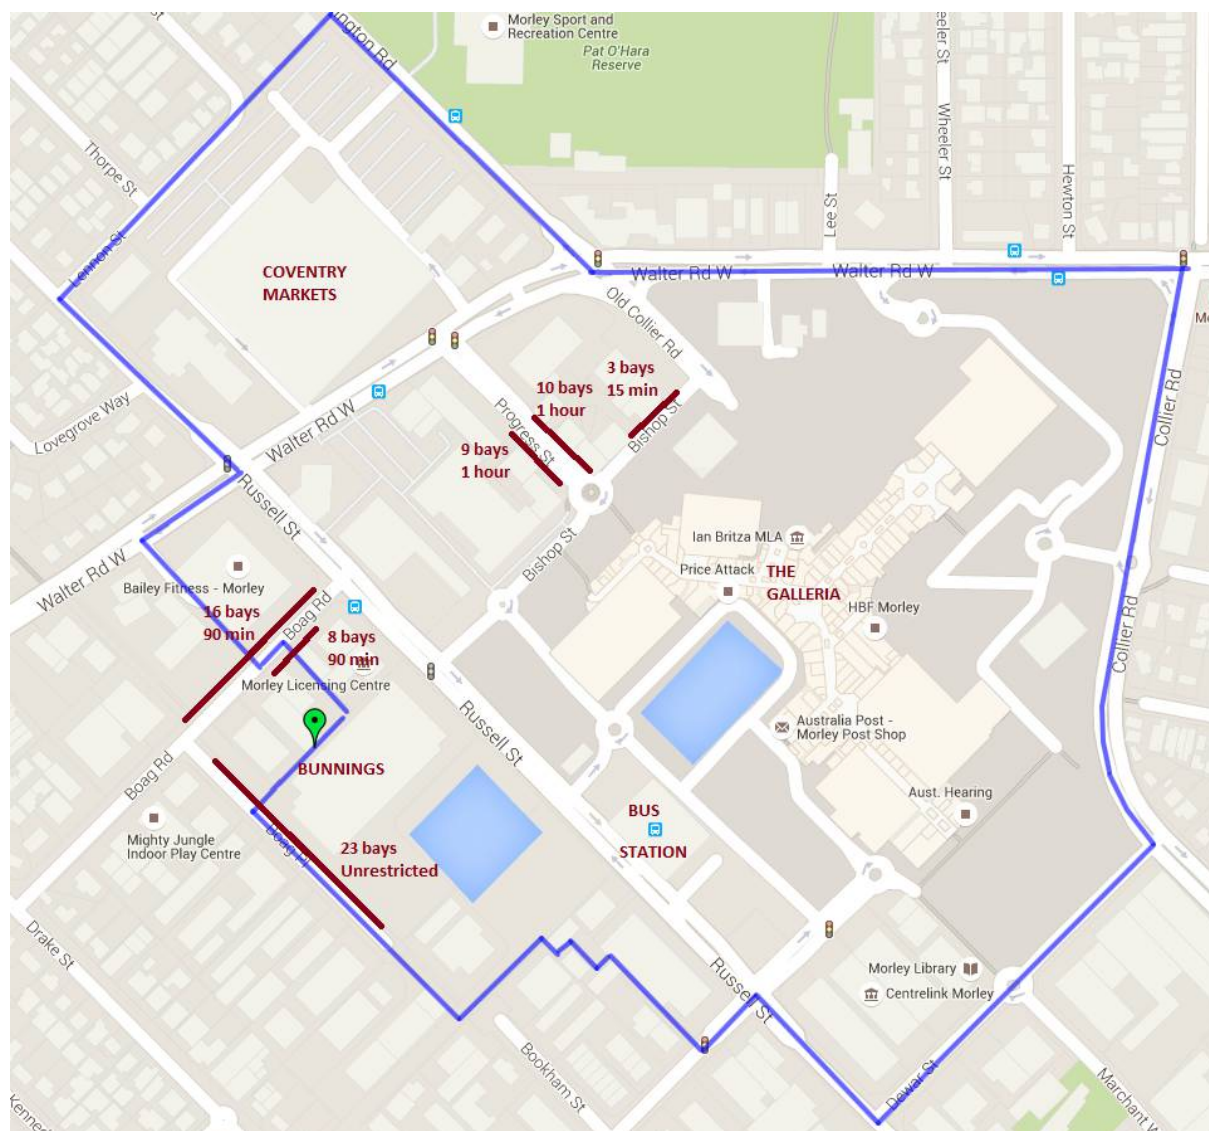 ington Rd
Morley Sport and
Recreation Centre
Pat O'Hara
Reserve
eeler St
Wheeler St
Hewton St
Lee St
Thorpe St
Lennon St
COVENTRY
MARKETS
Walter Rd W
Walter Rd W
Old Collier Rd
3 bays
15 min
10 bays
1 hour
Collier Rd
Lovegrove Way
Walter Rd W
Progress St
Bishop St
9 bays
1 hour
Russell St
Ian Britza MLA
Bishop St
Price Attack
THE
GALLERIA
Walter Rd W
Bailey Fitness - Morley
16 bays
90 min
Boag Rd
HBF Morley
Collier Rd
8 bays
90 min
Morley Licensing Centre
Russell St
Australia Post -
Morley Post Shop
Boag Rd
BUNNINGS
Aust. Hearing
BUS
STATION
Mighty Jungle
Indoor Play Centre
Boag Pl
23 bays
Unrestricted
Drake St
Russell St
Morley Library
Centrelink Morley
Bookham St
Dewar St
Marchant W
Kenned